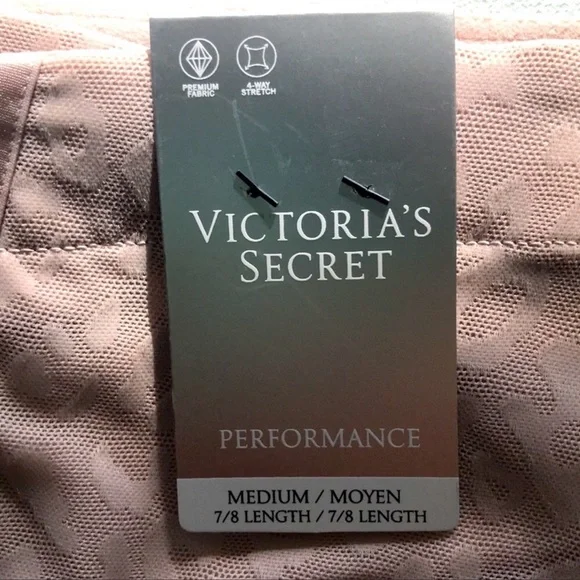 PREMIUM
FABRIC
4-WAY
STRETCH
VICTORIA'S
SECRET
PERFORMANCE
MEDIUM / MOYEN
7/8 LENGTH / 7/8 LENGTH